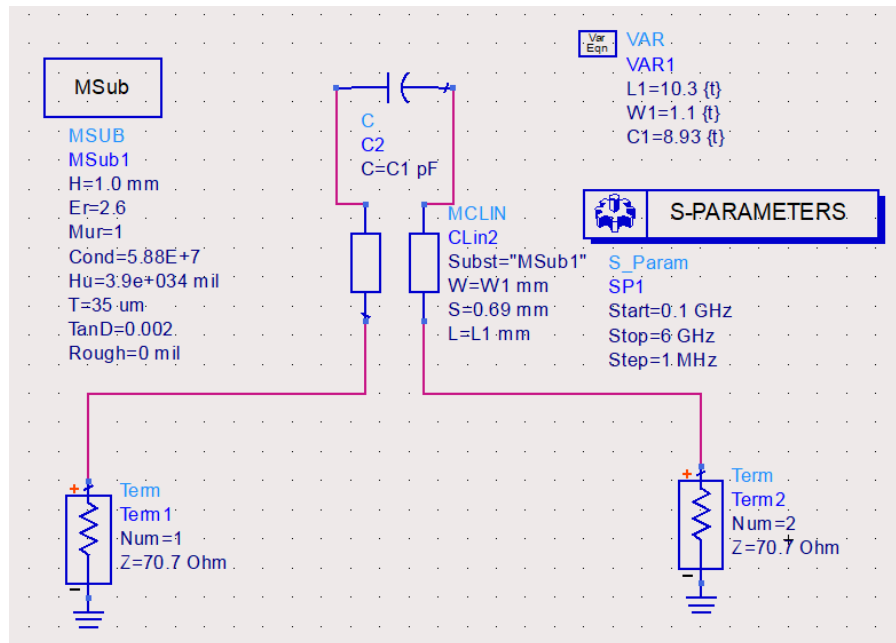 MSub
MSUB
MSub1
H=1.0 mm
Er=2.6
Mur=1
Cond=5.88E+7
Hu=3.9e+034 mil
T=35 um
TanD=0.002
Rough=0 mil
C
C2
C=C1 pF
MCLIN
CLin2
Subst="MSub1"
W=W1 mm
S=0.69 mm
L=L1 mm
Var
Eqn
VAR
VAR1
L1=10.3 {t}
W1=1.1 {t}
C1=8.93 {t}
S-PARAMETERS
S_Param
SP1
Start=0.1 GHz
Stop=6 GHz
Step=1 MHz
+
Term
Term1
Num=1
Z=70.7 Ohm
-
+
Term
Term2
Num=2
Z=70.7 Ohm
-